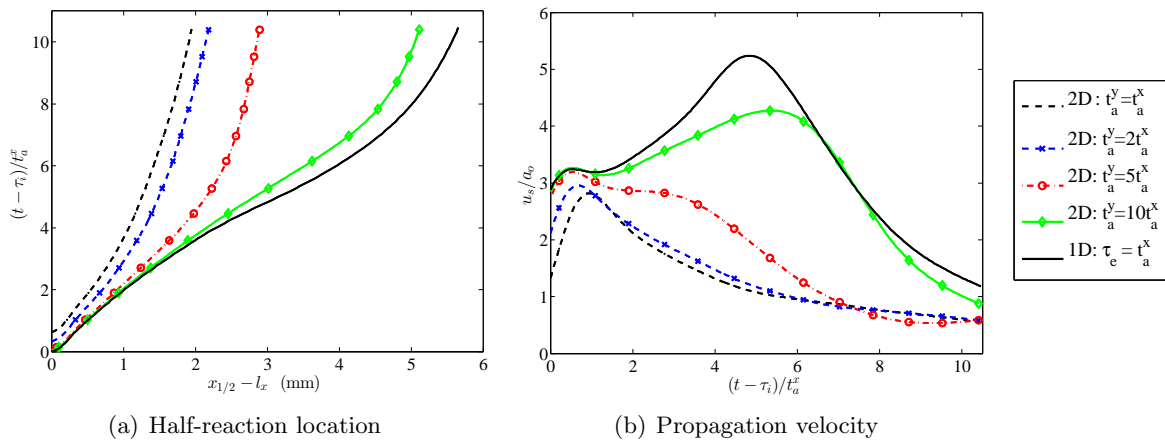 10
8
6
4
2
0
(t − τᵢ)/tₐˣ
0 1 2 3 4 5 6
x₁/₂ − lₓ (mm)
(a) Half-reaction location
6
5
4
3
2
1
0
uₛ/aₒ
0 2 4 6 8 10
(t − τᵢ)/tₐˣ
(b) Propagation velocity
2D: tₐʸ=tₐˣ
2D: tₐʸ=2tₐˣ
2D: tₐʸ=5tₐˣ
2D: tₐʸ=10tₐˣ
1D: τₑ = tₐˣ